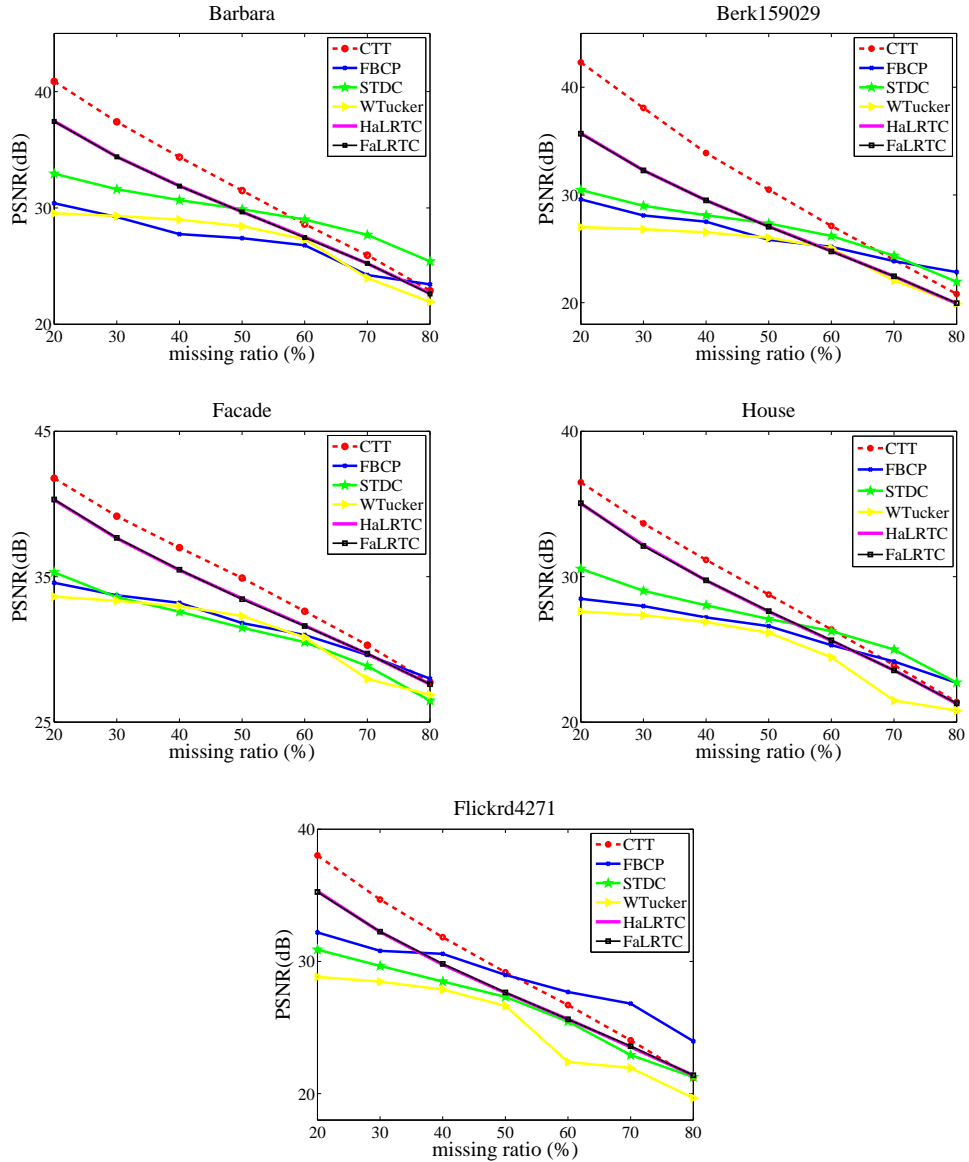 Barbara
PSNR(dB)
40
30
20
20 30 40 50 60 70 80
missing ratio (%)
CTT
FBCP
STDC
WTucker
HaLRTC
FaLRTC
Berk159029
PSNR(dB)
40
30
20
20 30 40 50 60 70 80
missing ratio (%)
CTT
FBCP
STDC
WTucker
HaLRTC
FaLRTC
Facade
PSNR(dB)
45
35
25
20 30 40 50 60 70 80
missing ratio (%)
CTT
FBCP
STDC
WTucker
HaLRTC
FaLRTC
House
PSNR(dB)
40
30
20
20 30 40 50 60 70 80
missing ratio (%)
CTT
FBCP
STDC
WTucker
HaLRTC
FaLRTC
Flickrd4271
PSNR(dB)
40
30
20
20 30 40 50 60 70 80
missing ratio (%)
CTT
FBCP
STDC
WTucker
HaLRTC
FaLRTC